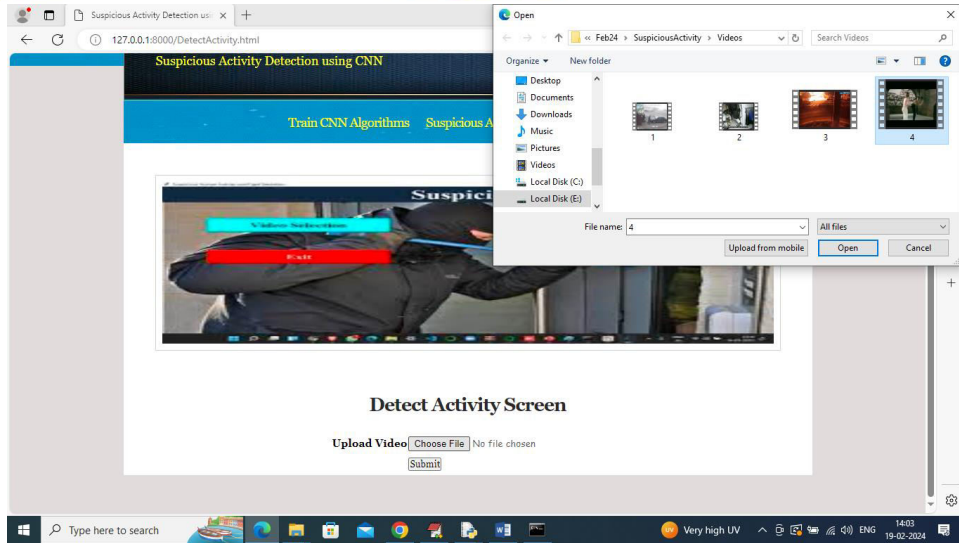 Suspicious Activity Detection us
127.0.0.1:8000/DetectActivity.html
Suspicious Activity Detection using CNN
Train CNN Algorithms Suspicious A
Suspici
Video Selection
Exit
Detect Activity Screen
Upload Video Choose File No file chosen
Submit
Open
« Feb24 › SuspiciousActivity › Videos
Search Videos
Organize New folder
Desktop
Documents
Downloads
Music
Pictures
Videos
Local Disk (C:)
Local Disk (E:)
1 2 3 4
File name: 4 All files
Upload from mobile Open Cancel
Type here to search
Very high UV ENG 14:03
19-02-2024